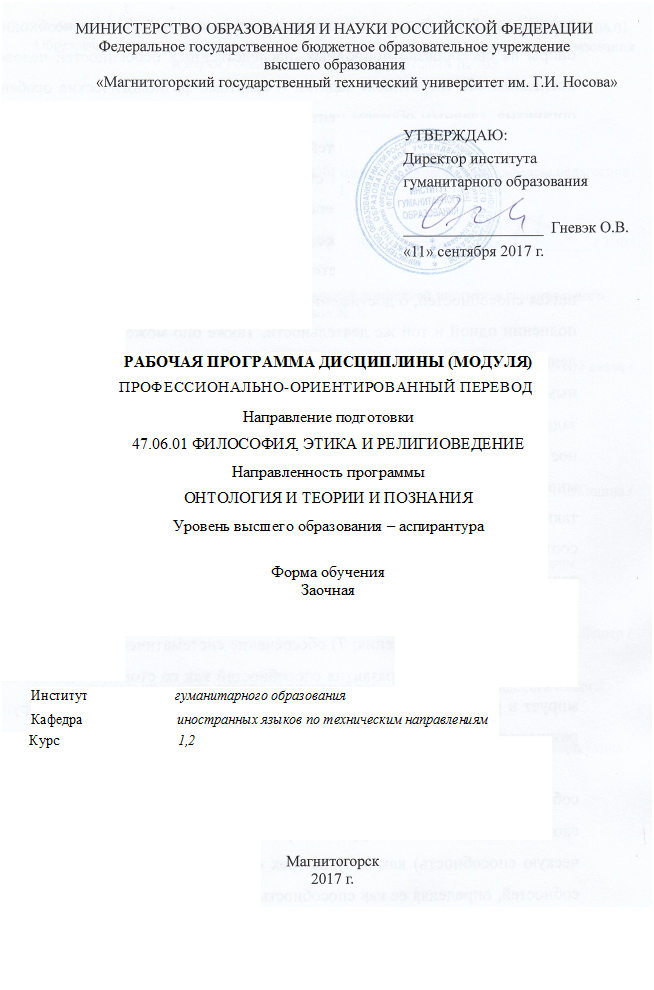 МИНИСТЕРСТВО ОБРАЗОВАНИЯ И НАУКИ РОССИЙСКОЙ ФЕДЕРАЦИИ
Федеральное государственное бюджетное образовательное учреждение
высшего образования
«Магнитогорский государственный технический университет им. Г.И. Носова»
УТВЕРЖДАЮ:
Директор института
гуманитарного образования
ИНСТИТУТ
ГУМАНИТАРНОГО
ОБРАЗОВАНИЯ
Гневэк О.В.
«11» сентября 2017 г.
РАБОЧАЯ ПРОГРАММА ДИСЦИПЛИНЫ (МОДУЛЯ)
ПРОФЕССИОНАЛЬНО-ОРИЕНТИРОВАННЫЙ ПЕРЕВОД
Направление подготовки
47.06.01 ФИЛОСОФИЯ, ЭТИКА И РЕЛИГИОВЕДЕНИЕ
Направленность программы
ОНТОЛОГИЯ И ТЕОРИИ И ПОЗНАНИЯ
Уровень высшего образования – аспирантура
Форма обучения
Заочная
Институт гуманитарного образования
Кафедра иностранных языков по техническим направлениям
Курс 1,2
Магнитогорск
2017 г.